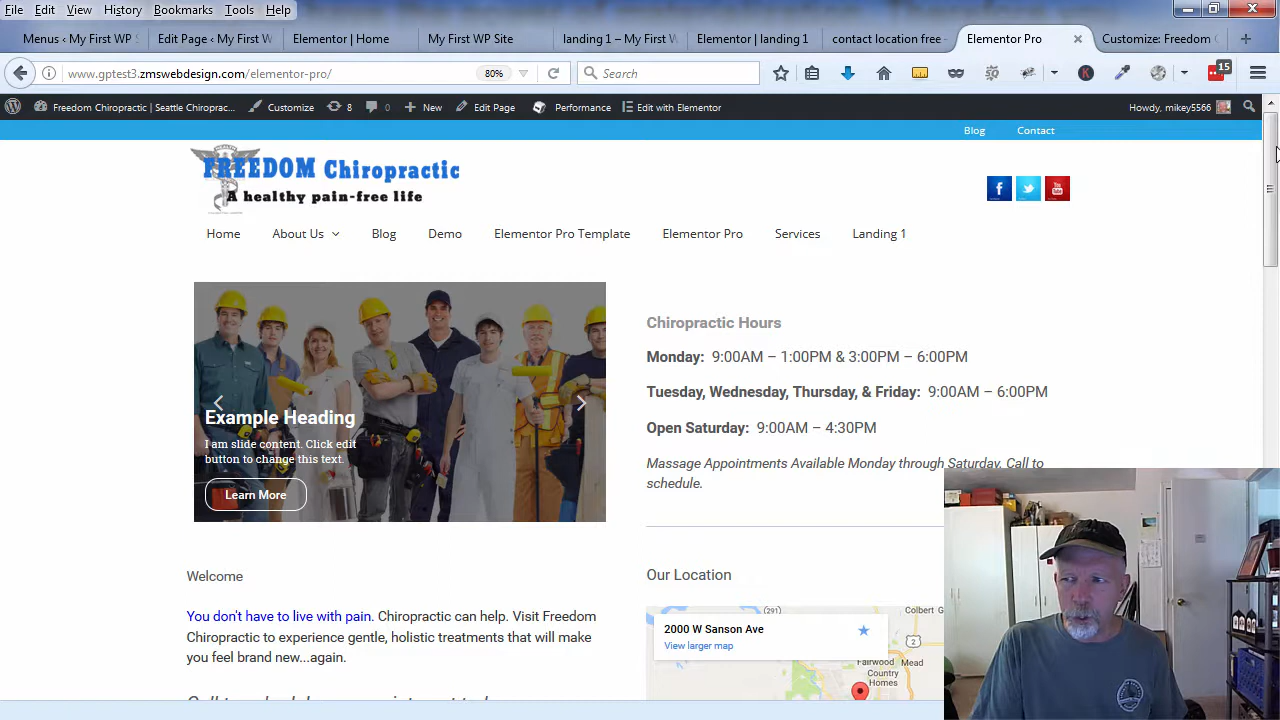 File Edit View History Bookmarks Tools Help
Menus ‹ My First WP S Edit Page ‹ My First W Elementor | Home My First WP Site landing 1 – My First W Elementor | landing 1 contact location free - Elementor Pro Customize: Freedom C
www.gptest3.zmswebdesign.com/elementor-pro/ 80% Search 15
Freedom Chiropractic | Seattle Chiroprac... Customize 8 0 New Edit Page Performance Edit with Elementor Howdy, mikey5566
Blog Contact
FREEDOM Chiropractic
A healthy pain-free life
Home About Us Blog Demo Elementor Pro Template Elementor Pro Services Landing 1
Example Heading
I am slide content. Click edit
button to change this text.
Learn More
Chiropractic Hours
Monday: 9:00AM – 1:00PM & 3:00PM – 6:00PM
Tuesday, Wednesday, Thursday, & Friday: 9:00AM – 6:00PM
Open Saturday: 9:00AM – 4:30PM
Massage Appointments Available Monday through Saturday. Call to
schedule.
Welcome
You don't have to live with pain. Chiropractic can help. Visit Freedom
Chiropractic to experience gentle, holistic treatments that will make
you feel brand new...again.
Our Location
2000 W Sanson Ave
View larger map
291
Colbert
2
Fairwood
Country
Homes
Mead